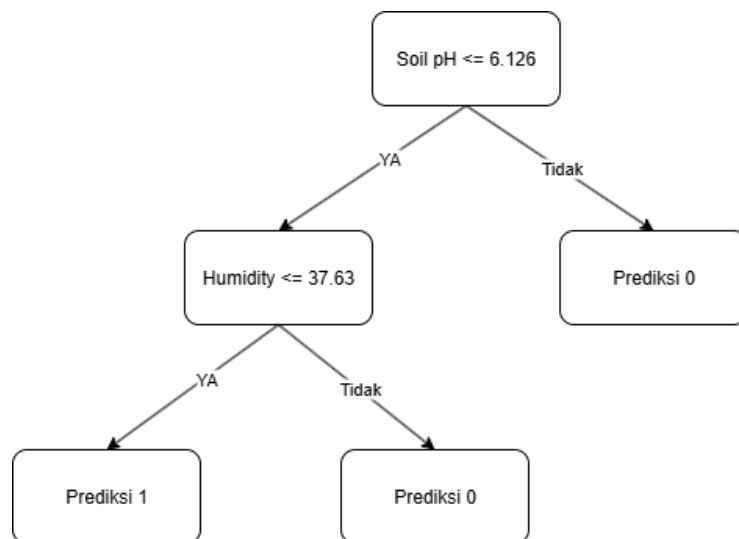 Soil pH <= 6.126
YA
Tidak
Humidity <= 37.63
Prediksi 0
YA
Tidak
Prediksi 1
Prediksi 0